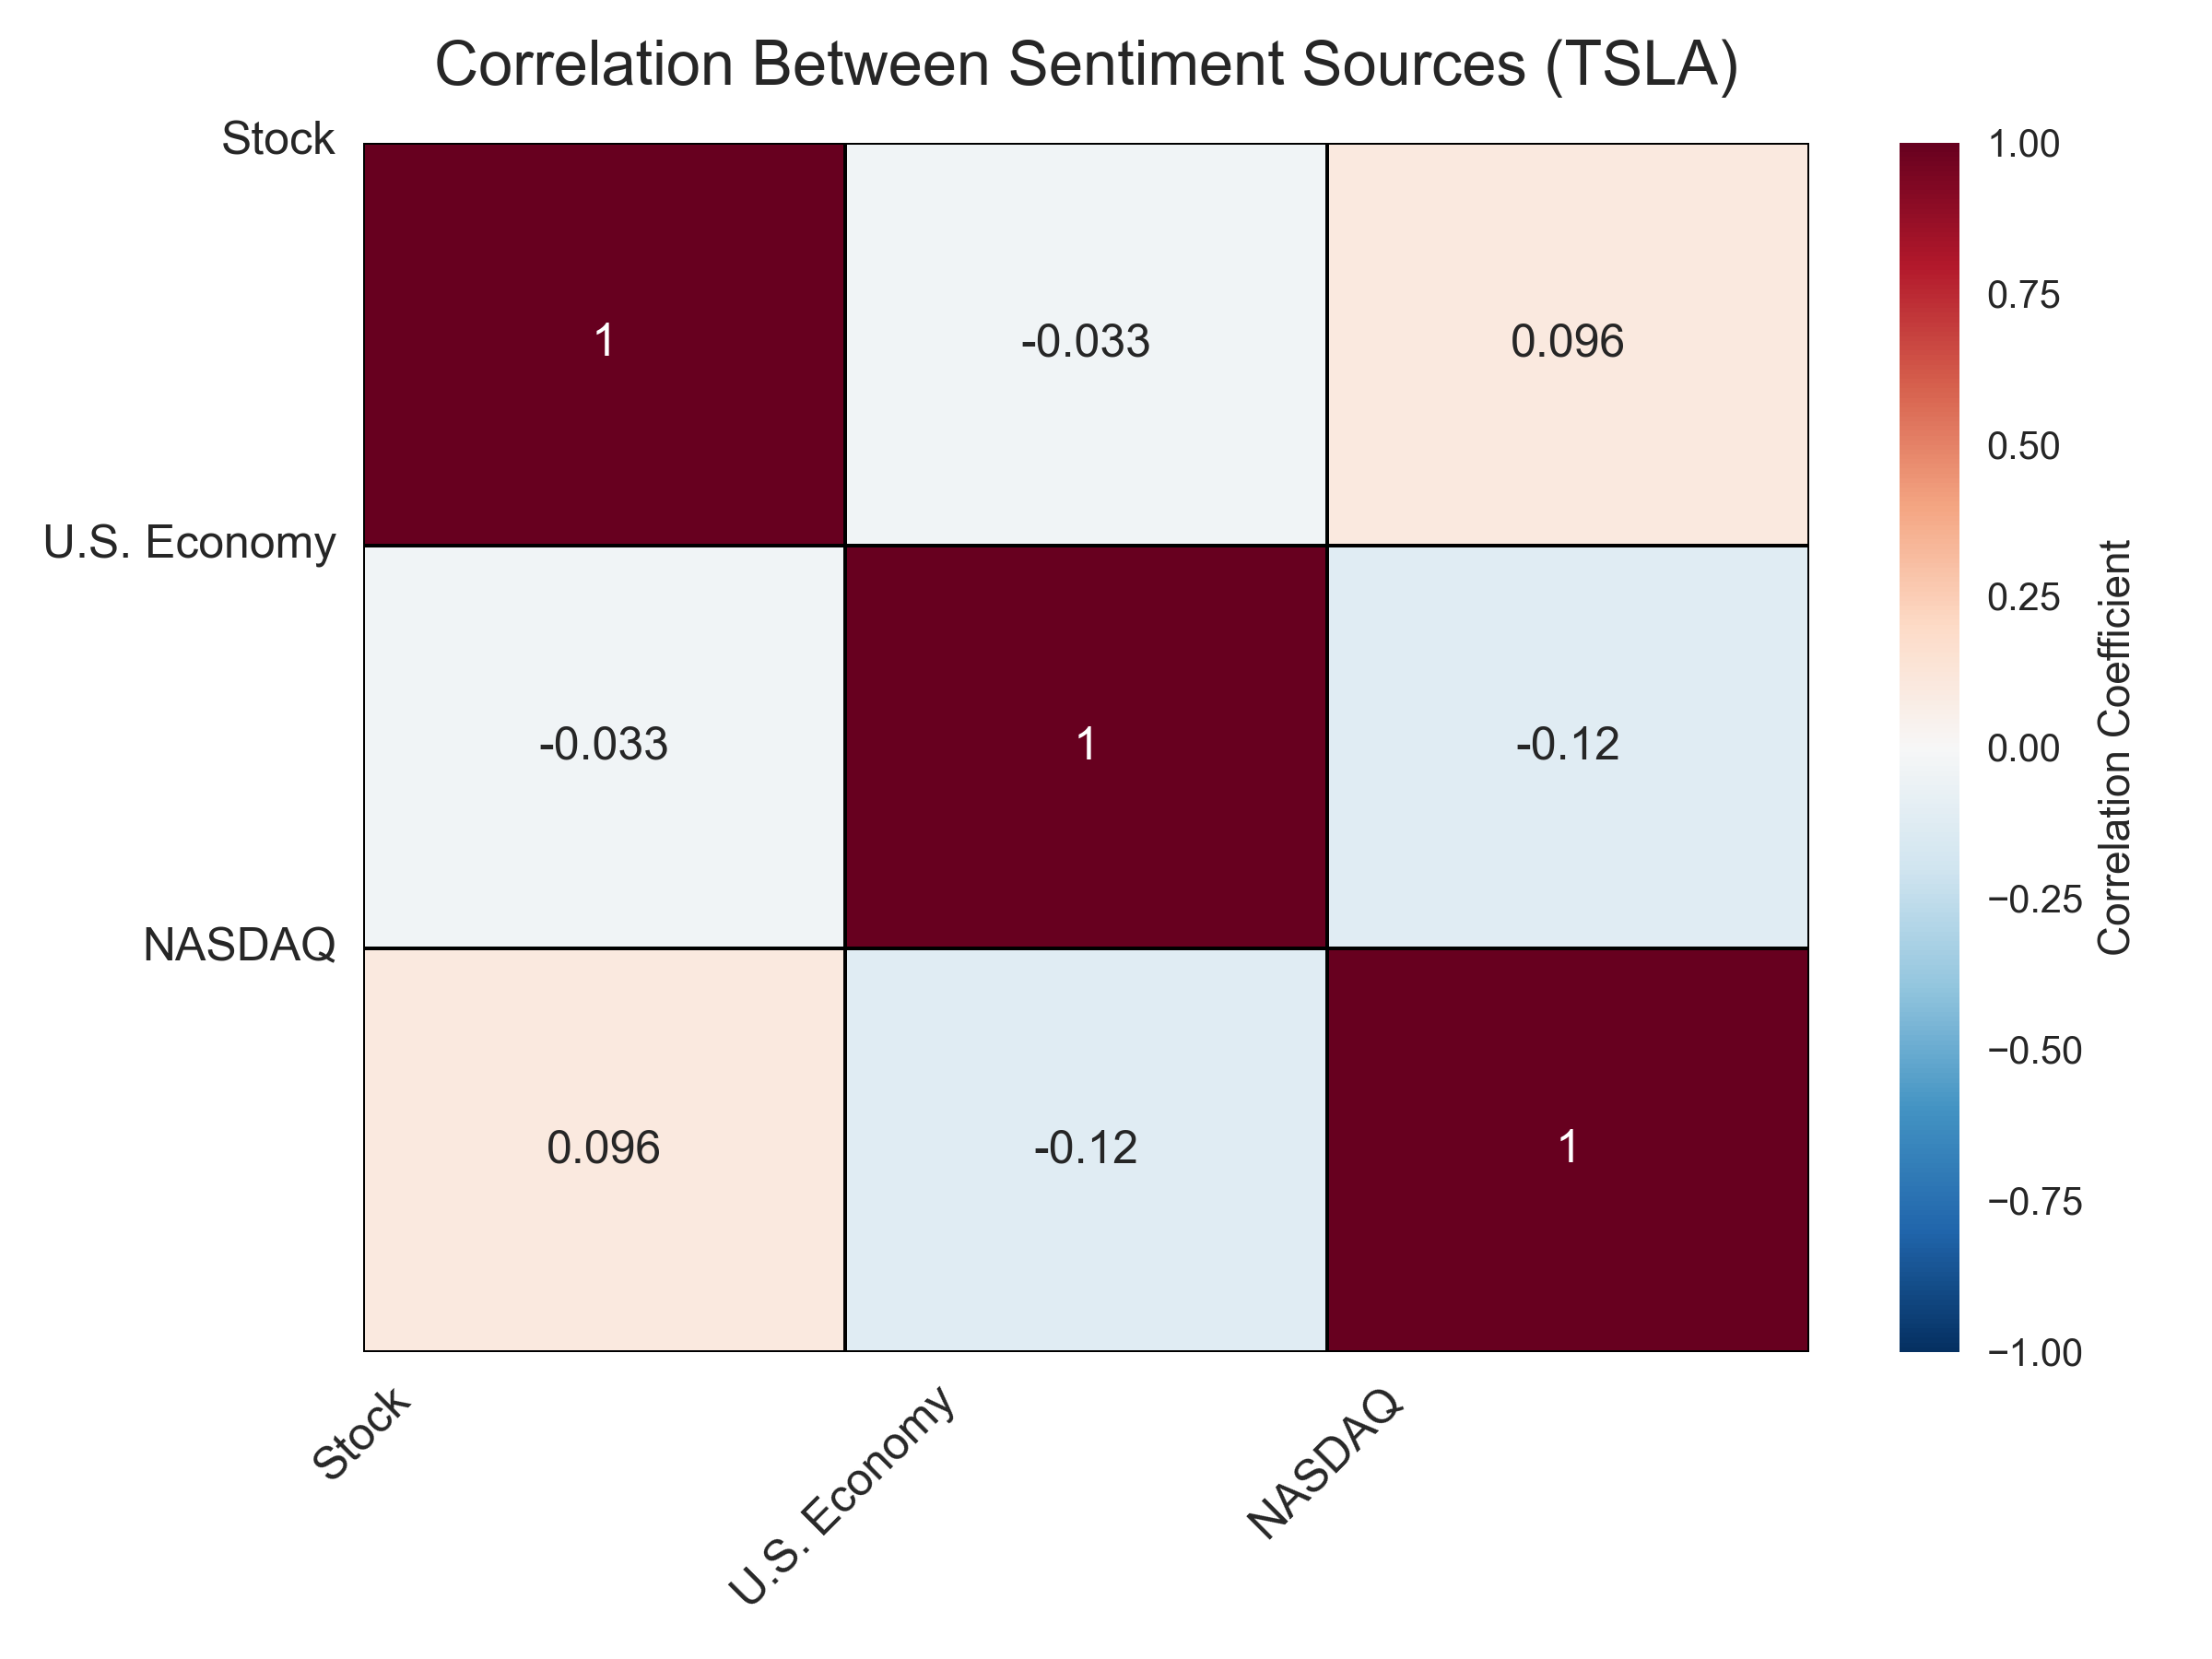 Correlation Between Sentiment Sources (TSLA)
Stock
U.S. Economy
NASDAQ
1
-0.033
0.096
-0.033
1
-0.12
0.096
-0.12
1
Stock
U.S. Economy
NASDAQ
1.00
0.75
0.50
0.25
0.00
−0.25
−0.50
−0.75
−1.00
Correlation Coefficient